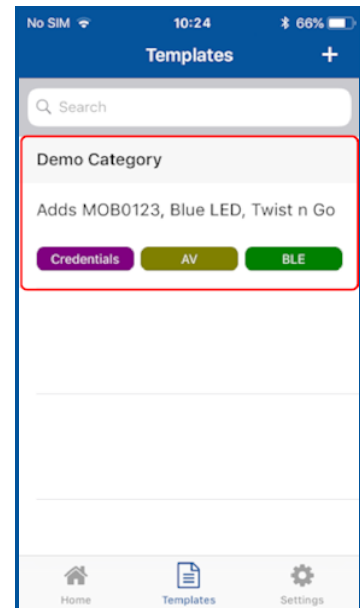 No SIM 10:24 66%
Templates +
Search
Demo Category
Adds MOB0123, Blue LED, Twist n Go
Credentials AV BLE
Home Templates Settings